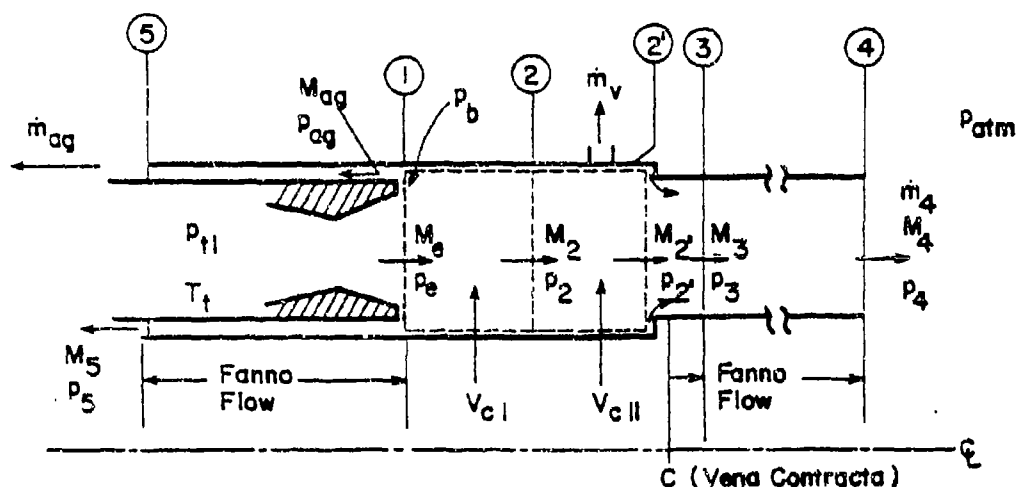 5
1
2
2'
3
4
ṁag
Mag
pag
pb
ṁv
patm
pt1
Tt
Me
pe
M2
p2
M2'
p2'
M3
p3
ṁ4
M4
p4
M5
p5
Fanno
Flow
Vc I
Vc II
Fanno
Flow
℄
C (Vena Contracta)